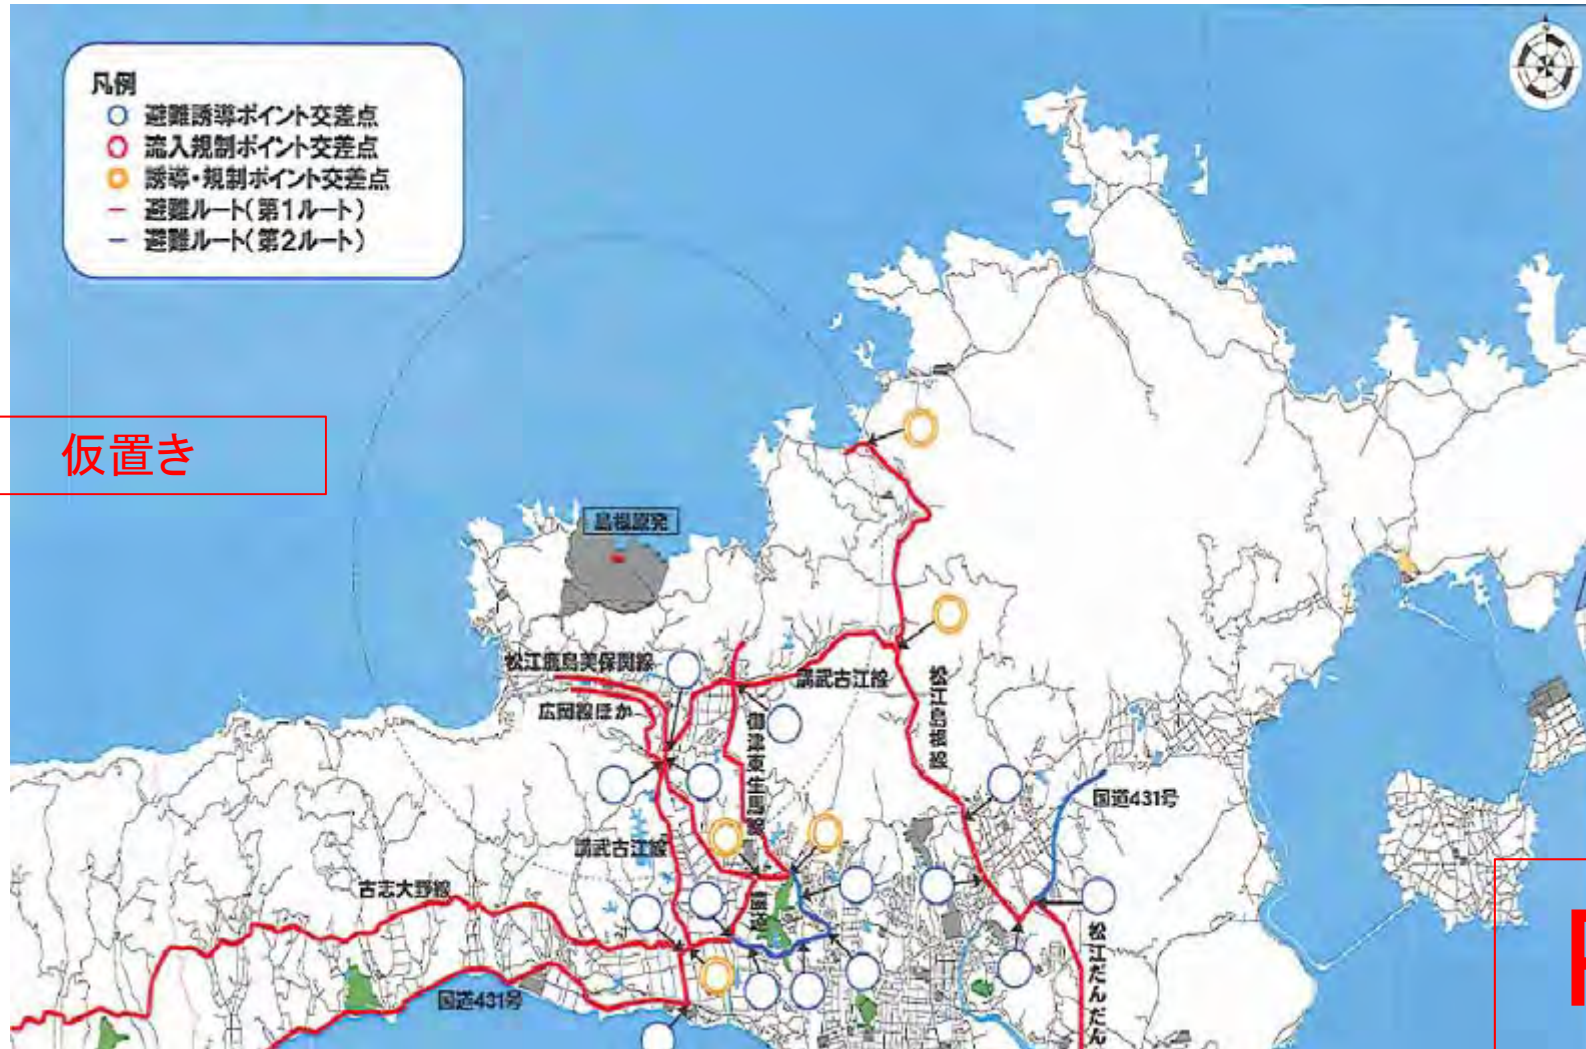 凡例
避難誘導ポイント交差点
流入規制ポイント交差点
誘導・規制ポイント交差点
避難ルート(第1ルート)
避難ルート(第2ルート)
仮置き
島根原発
松江鹿島美保関線
講武古江線
広岡線ほか
松江島根線
御津東生馬線
国道431号
講武古江線
古志大野線
国道431号
松江だんだん